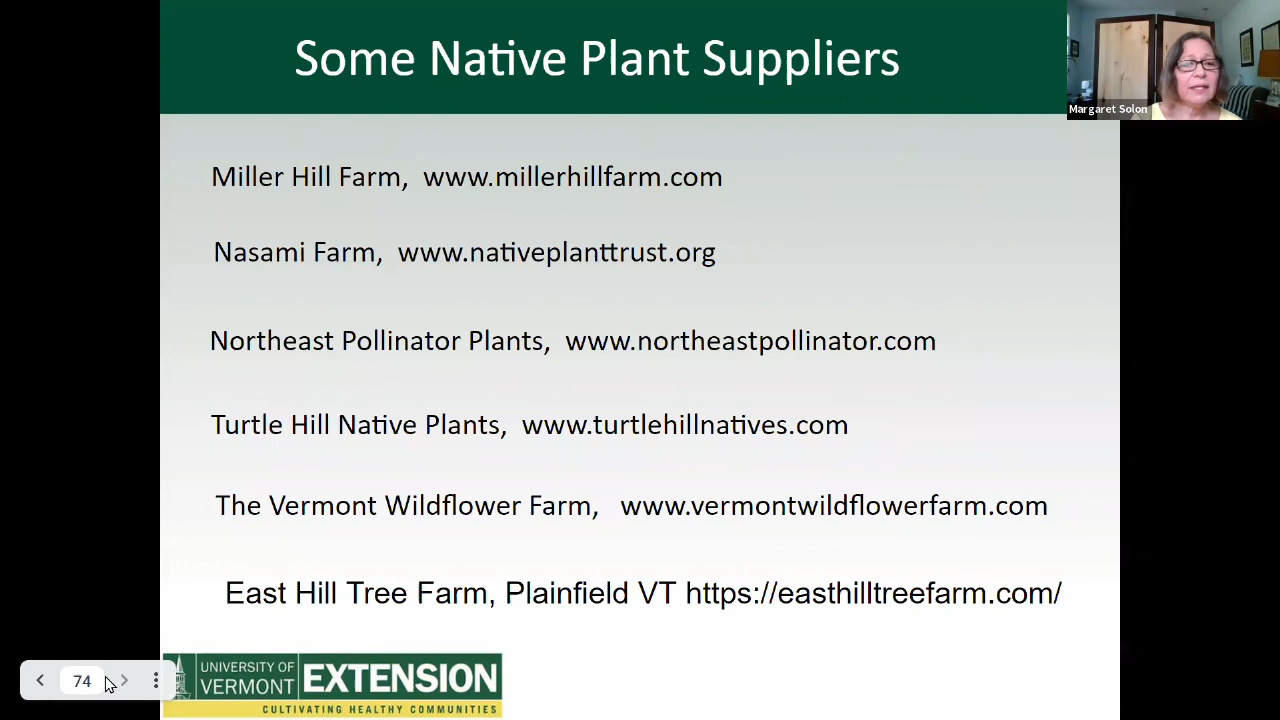 Some Native Plant Suppliers
Margaret Solon
Miller Hill Farm, www.millerhillfarm.com
Nasami Farm, www.nativeplanttrust.org
Northeast Pollinator Plants, www.northeastpollinator.com
Turtle Hill Native Plants, www.turtlehillnatives.com
The Vermont Wildflower Farm, www.vermontwildflowerfarm.com
East Hill Tree Farm, Plainfield VT https://easthilltreefarm.com/
UNIVERSITY OF
VERMONT
EXTENSION
CULTIVATING HEALTHY COMMUNITIES
74